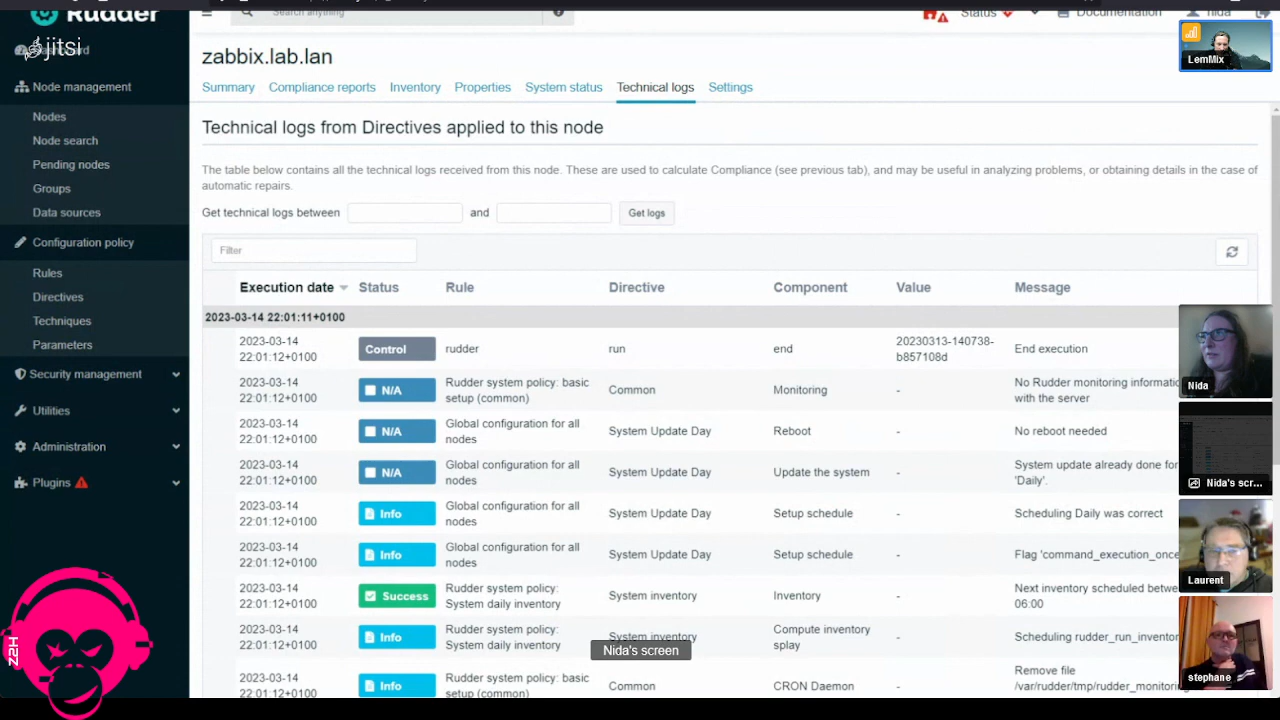 Rudder
Search anything
Status
Documentation
nida
jitsi
zabbix.lab.lan
LemMix
Node management
Summary Compliance reports Inventory Properties System status Technical logs Settings
Nodes
Node search
Pending nodes
Groups
Data sources
Configuration policy
Rules
Directives
Techniques
Parameters
Security management
Utilities
Administration
Plugins
Technical logs from Directives applied to this node
The table below contains all the technical logs received from this node. These are used to calculate Compliance (see previous tab), and may be useful in analyzing problems, or obtaining details in the case of
automatic repairs.
Get technical logs between and Get logs
Filter
Execution date Status Rule Directive Component Value Message
2023-03-14 22:01:11+0100
2023-03-14 22:01:12+0100 Control rudder run end 20230313-140738-b857108d End execution
2023-03-14 22:01:12+0100 N/A Rudder system policy: basic setup (common) Common Monitoring - No Rudder monitoring informa with the server
2023-03-14 22:01:12+0100 N/A Global configuration for all nodes System Update Day Reboot - No reboot needed
2023-03-14 22:01:12+0100 N/A Global configuration for all nodes System Update Day Update the system - System update already done for 'Daily'.
2023-03-14 22:01:12+0100 Info Global configuration for all nodes System Update Day Setup schedule - Scheduling Daily was correct
2023-03-14 22:01:12+0100 Info Global configuration for all nodes System Update Day Setup schedule - Flag 'command_execution_once
2023-03-14 22:01:12+0100 Success Rudder system policy: System daily inventory System inventory Inventory - Next inventory scheduled betwe 06:00
2023-03-14 22:01:12+0100 Info Rudder system policy: System daily inventory System inventory Compute inventory splay - Scheduling rudder_run_inventor
2023-03-14 22:01:12+0100 Info Rudder system policy: basic setup (common) Common CRON Daemon - Remove file /var/rudder/tmp/rudder_monitoring
Nida's screen
Nida
Nida's scr...
Laurent
stephane
Z2H